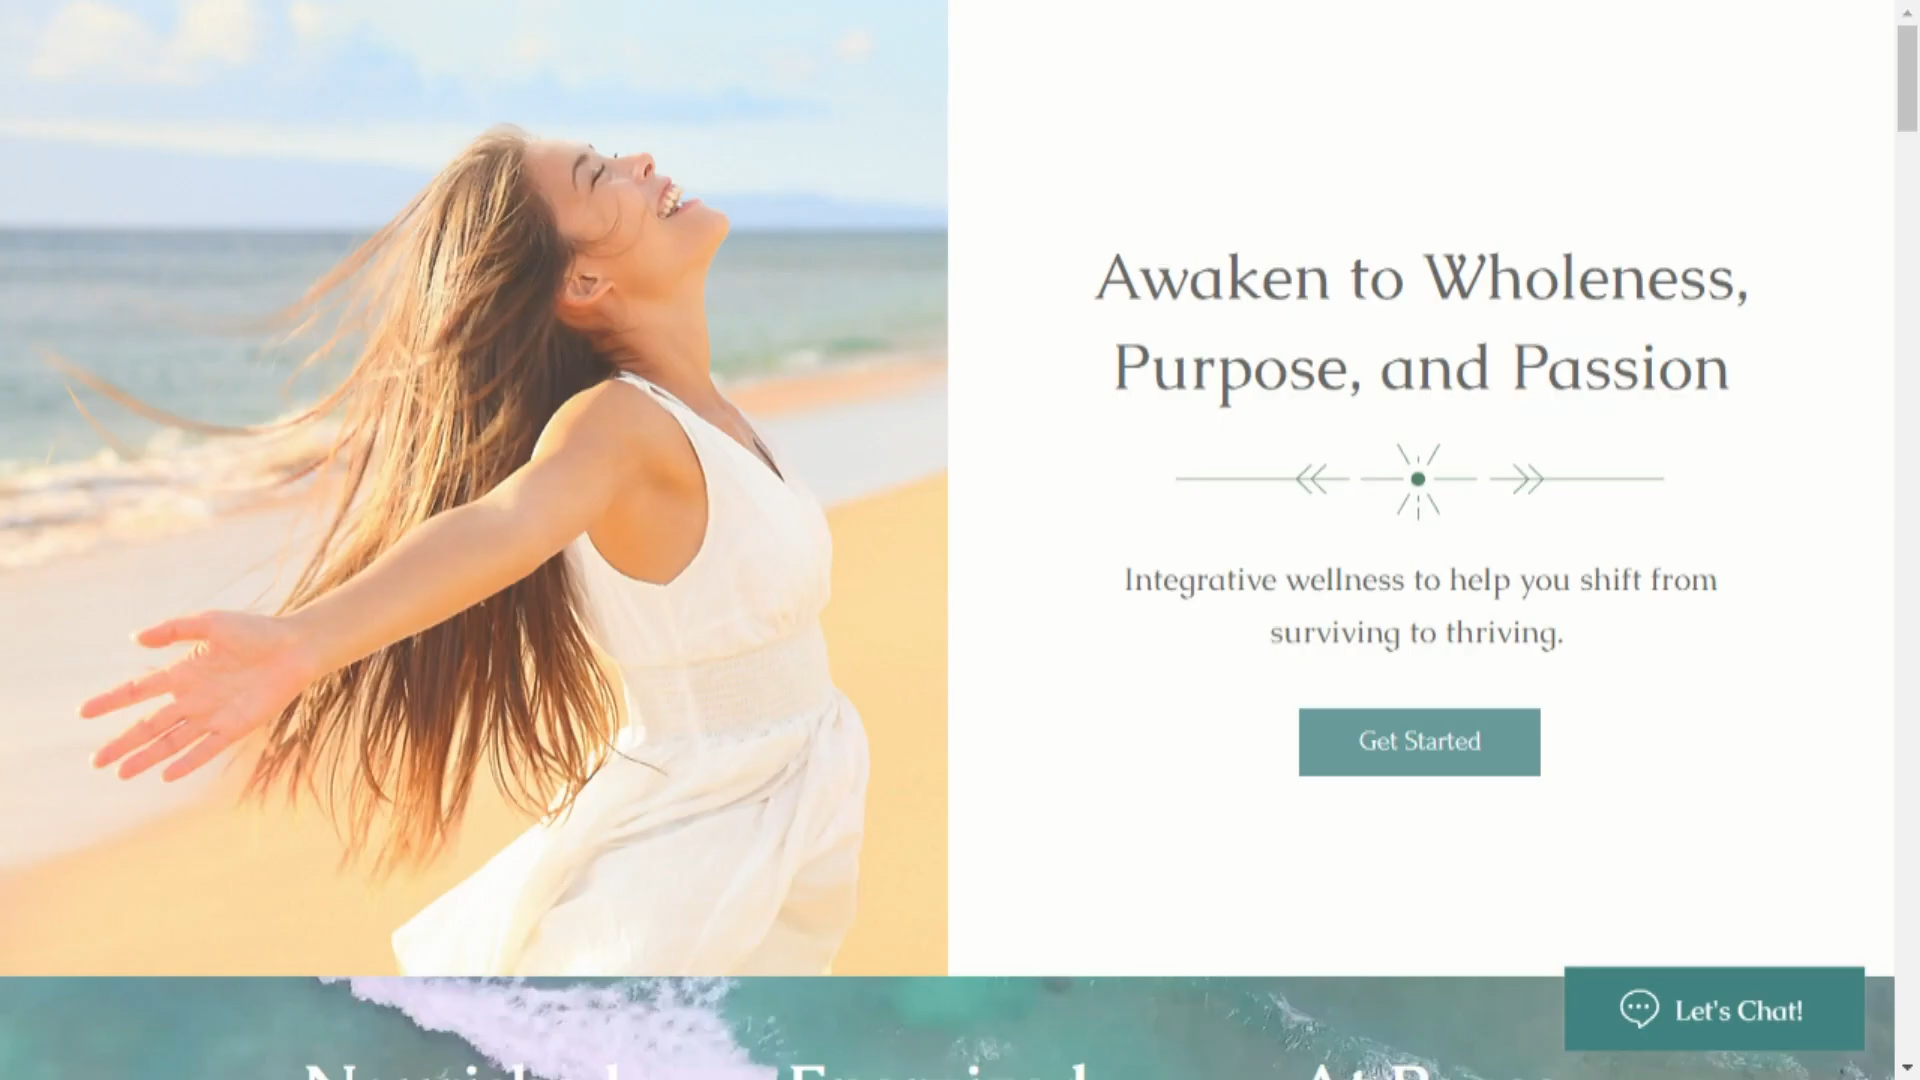 Awaken to Wholeness,
Purpose, and Passion
Integrative wellness to help you shift from
surviving to thriving.
Get Started
Let's Chat!